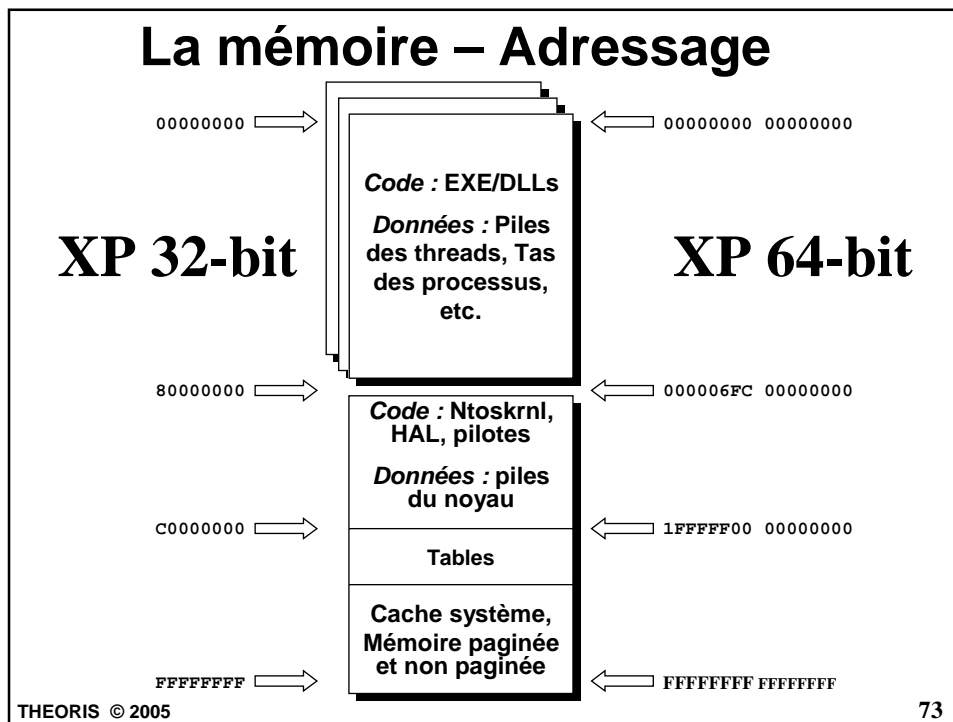 La mémoire – Adressage
00000000
00000000 00000000
Code : EXE/DLLs
Données : Piles
des threads, Tas
des processus,
etc.
XP 32-bit
XP 64-bit
80000000
000006FC 00000000
Code : Ntoskrnl,
HAL, pilotes
Données : piles
du noyau
C0000000
1FFFFF00 00000000
Tables
Cache système,
Mémoire paginée
et non paginée
FFFFFFFF
FFFFFFFF FFFFFFFF
THEORIS © 2005
73